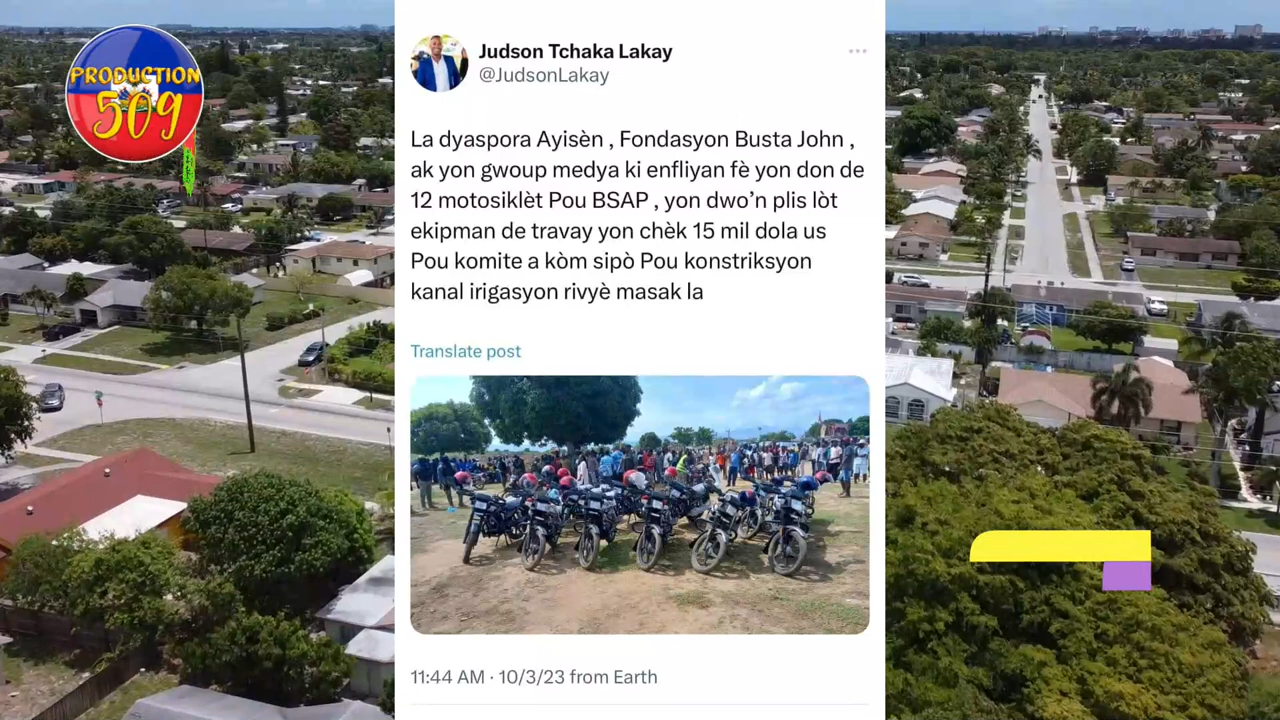 PRODUCTION
509
Judson Tchaka Lakay
@JudsonLakay
La dyaspora Ayisèn , Fondasyon Busta John ,
ak yon gwoup medya ki enfliyan fè yon don de
12 motosiklèt Pou BSAP , yon dwo’n plis lòt
ekipman de travay yon chèk 15 mil dola us
Pou komite a kòm sipò Pou konstriksyon
kanal irigasyon rivyè masak la
Translate post
11:44 AM · 10/3/23 from Earth